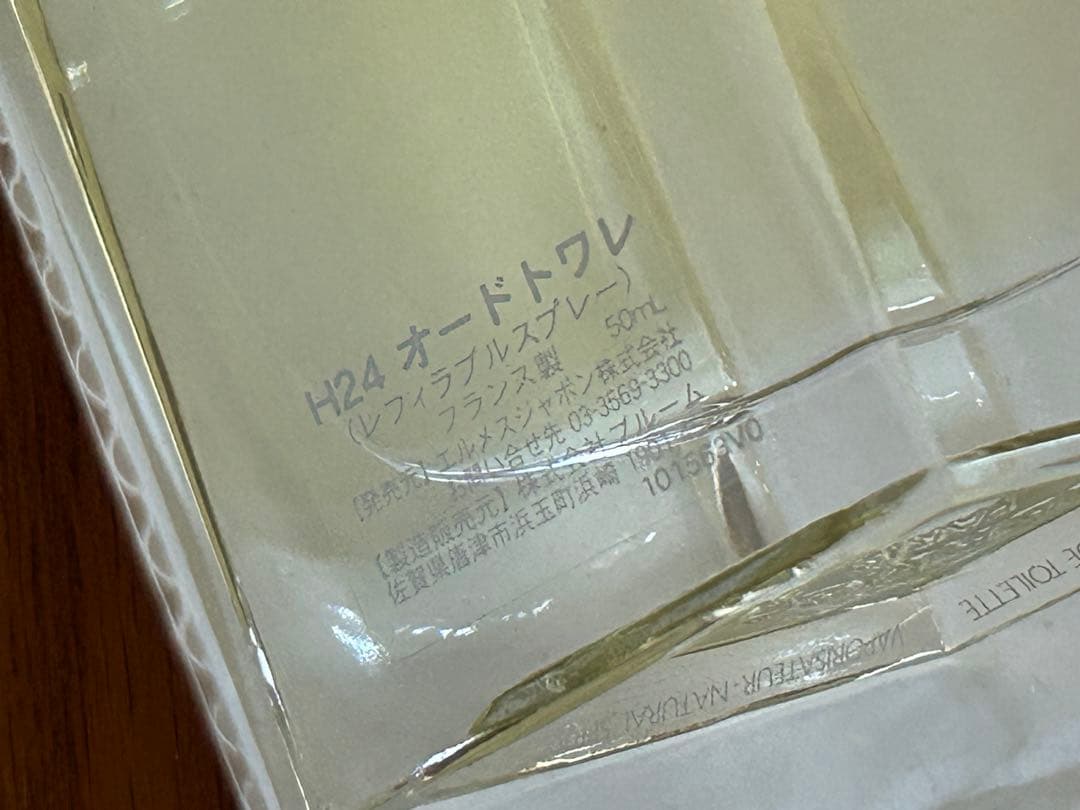 H24 オードトワレ
(レフィラブルスプレー)
フランス製 50mL
【発売元】エルメスジャポン株式会社
お問い合せ先 03-3569-3300
【製造販売元】株式会社 ブルーム
佐賀県唐津市浜玉町浜崎
101563V0
DE TOILETTE
VAPORISATEUR-NATURAL